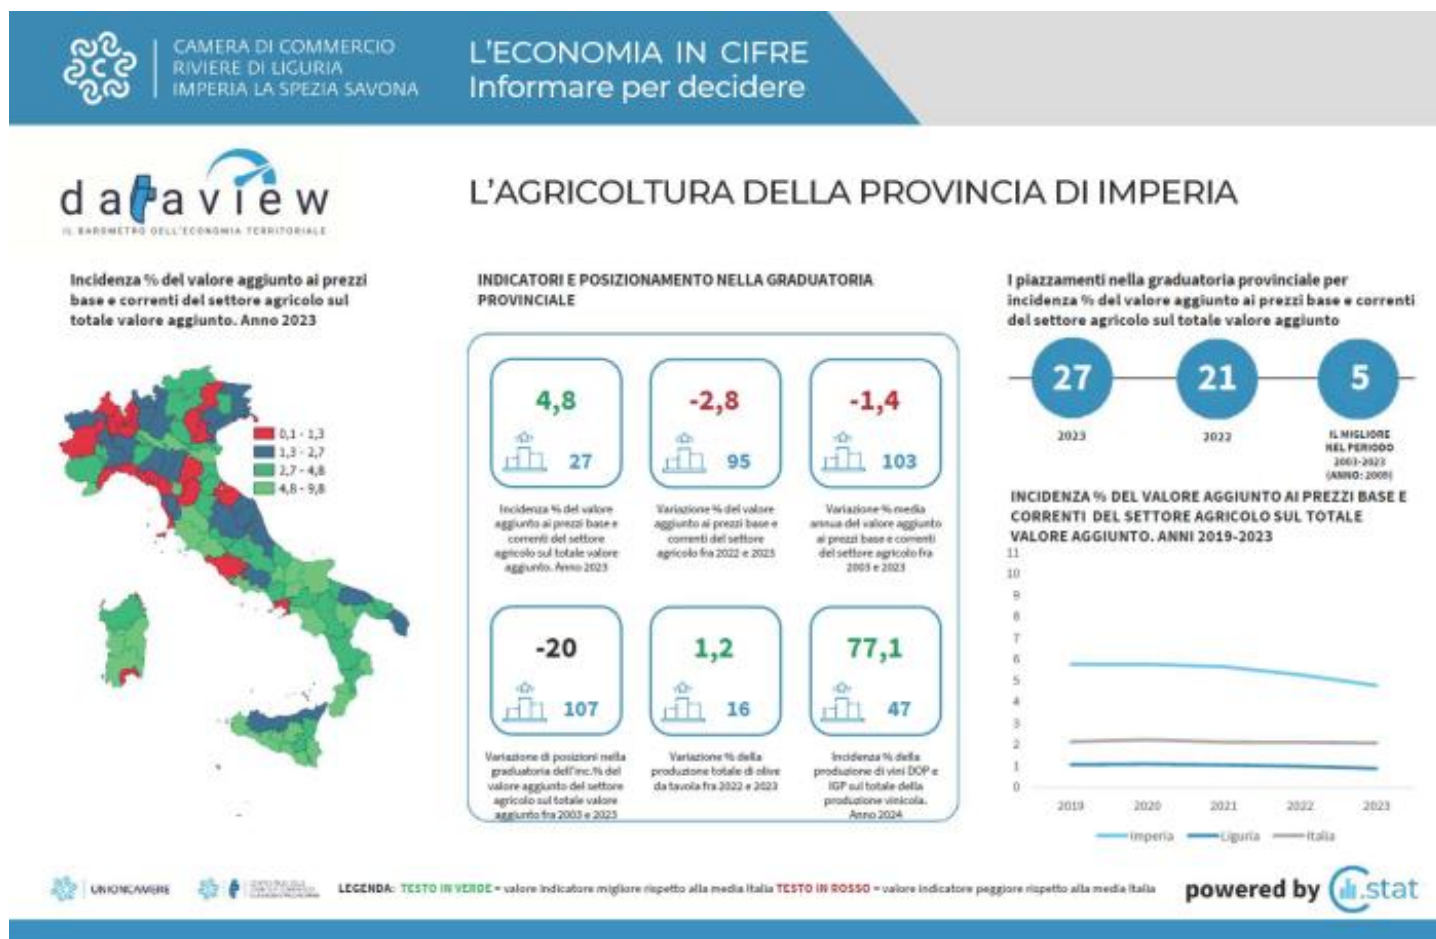 CAMERA DI COMMERCIO
RIVIERE DI LIGURIA
IMPERIA LA SPEZIA SAVONA
L'ECONOMIA IN CIFRE
Informare per decidere
dataview
IL BAROMETRO DELL'ECONOMIA TERRITORIALE
L'AGRICOLTURA DELLA PROVINCIA DI IMPERIA
Incidenza % del valore aggiunto ai prezzi
base e correnti del settore agricolo sul
totale valore aggiunto. Anno 2023
0,1 - 1,3
1,3 - 2,7
2,7 - 4,8
4,8 - 9,8
INDICATORI E POSIZIONAMENTO NELLA GRADUATORIA
PROVINCIALE
4,8
27
Incidenza % del valore
aggiunto ai prezzi base e
correnti del settore
agricolo sul totale valore
aggiunto. Anno 2023
-2,8
95
Variazione % del valore
aggiunto ai prezzi base e
correnti del settore
agricolo fra 2022 e 2023
-1,4
103
Variazione % media
annua del valore aggiunto
ai prezzi base e correnti
del settore agricolo fra
2003 e 2023
-20
107
Variazione di posizioni nella
graduatoria dell'inc.% del
valore aggiunto del settore
agricolo sul totale valore
aggiunto fra 2003 e 2023
1,2
16
Variazione % della
produzione totale di olive
da tavola fra 2022 e 2023
77,1
47
Incidenza % della
produzione di vini DOP e
IGP sul totale della
produzione vinicola.
Anno 2024
I piazzamenti nella graduatoria provinciale per
incidenza % del valore aggiunto ai prezzi base e correnti
del settore agricolo sul totale valore aggiunto
27
2023
21
2022
5
IL MIGLIORE
NEL PERIODO
2003-2023
(ANNO: 2009)
INCIDENZA % DEL VALORE AGGIUNTO AI PREZZI BASE E
CORRENTI DEL SETTORE AGRICOLO SUL TOTALE
VALORE AGGIUNTO. ANNI 2019-2023
11
10
9
8
7
6
5
4
3
2
1
0
2019 2020 2021 2022 2023
Imperia Liguria Italia
UNIONCAMERE
LEGENDA: TESTO IN VERDE = valore indicatore migliore rispetto alla media Italia TESTO IN ROSSO = valore indicatore peggiore rispetto alla media Italia
powered by
.stat